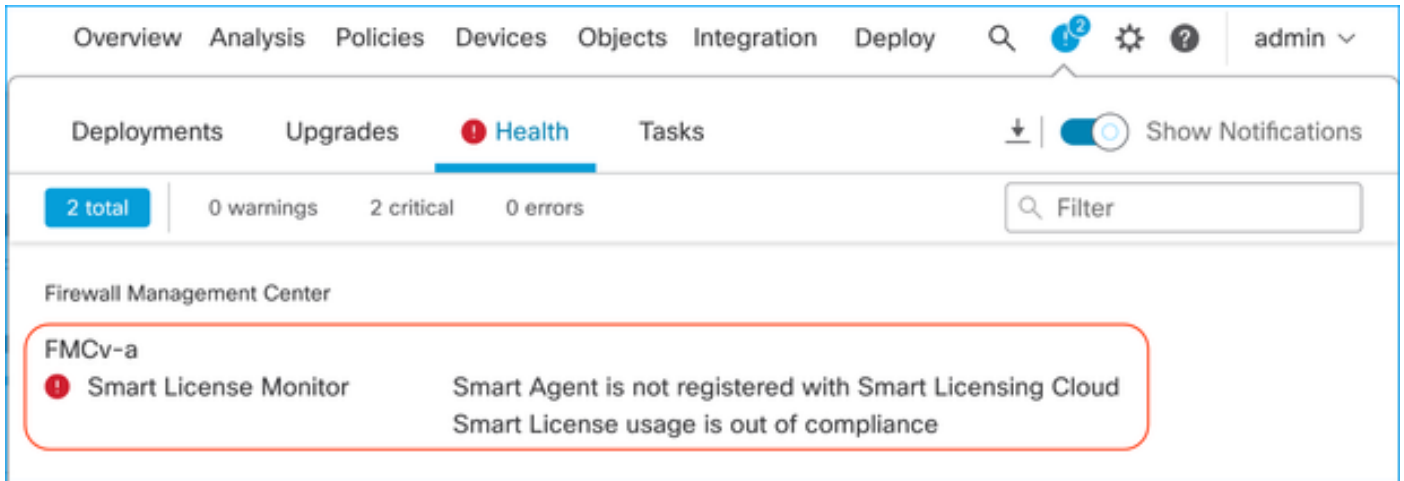 Overview Analysis Policies Devices Objects Integration Deploy 2 admin
Deployments Upgrades Health Tasks Show Notifications
2 total 0 warnings 2 critical 0 errors Filter
Firewall Management Center
FMCv-a
Smart License Monitor Smart Agent is not registered with Smart Licensing Cloud
Smart License usage is out of compliance